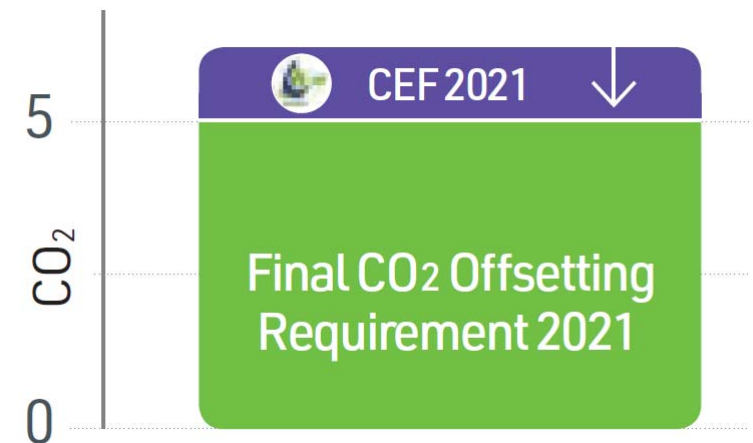 CEF 2021
5
CO₂
Final CO2 Offsetting
Requirement 2021
0